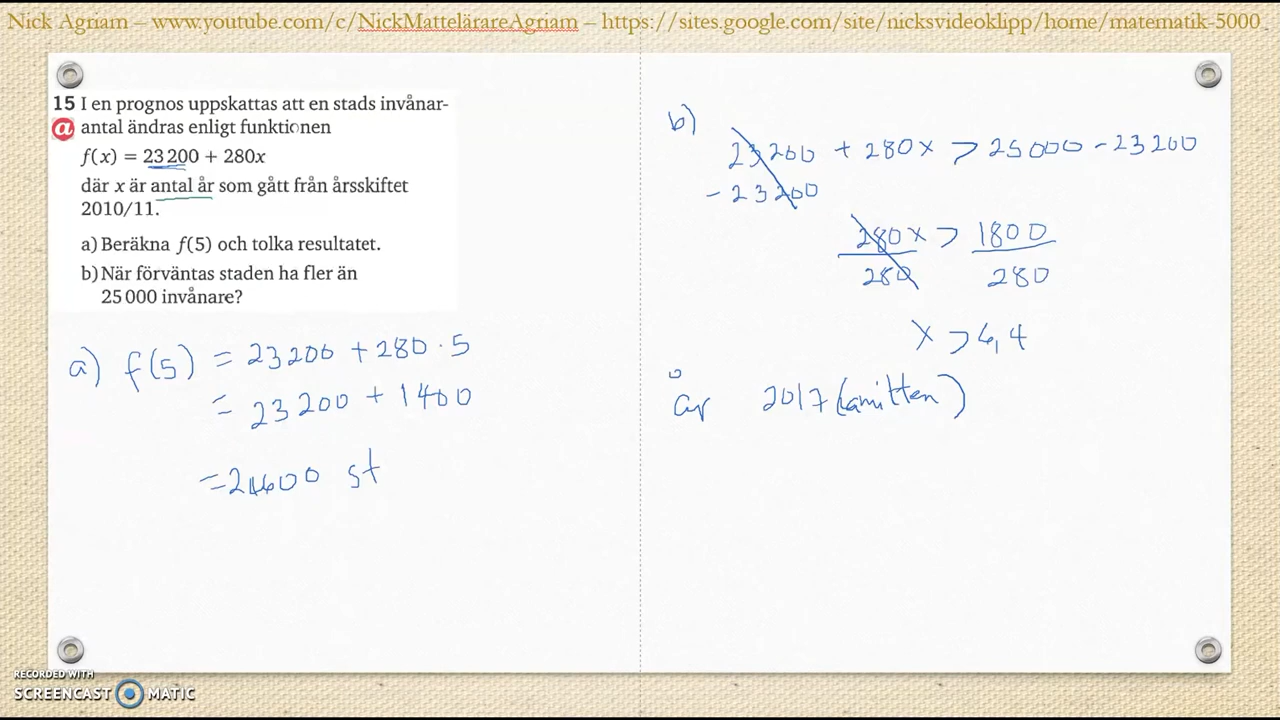 Nick Agriam – www.youtube.com/c/NickMattelärareAgriam – https://sites.google.com/site/nicksvideoklipp/home/matematik-5000
15 I en prognos uppskattas att en stads invånar-
a antal ändras enligt funktionen
f(x) = 23 200 + 280x
där x är antal år som gått från årsskiftet
2010/11.
a) Beräkna f(5) och tolka resultatet.
b) När förväntas staden ha fler än
25 000 invånare?
a) f(5) = 23200 + 280 · 5
= 23200 + 1400
= 24600 st
b)
23200 + 280x > 25000 - 23200
- 23200
280x > 1800
280 280
x > 6,4
år 2017 (samitten)
RECORDED WITH
SCREENCAST MATIC